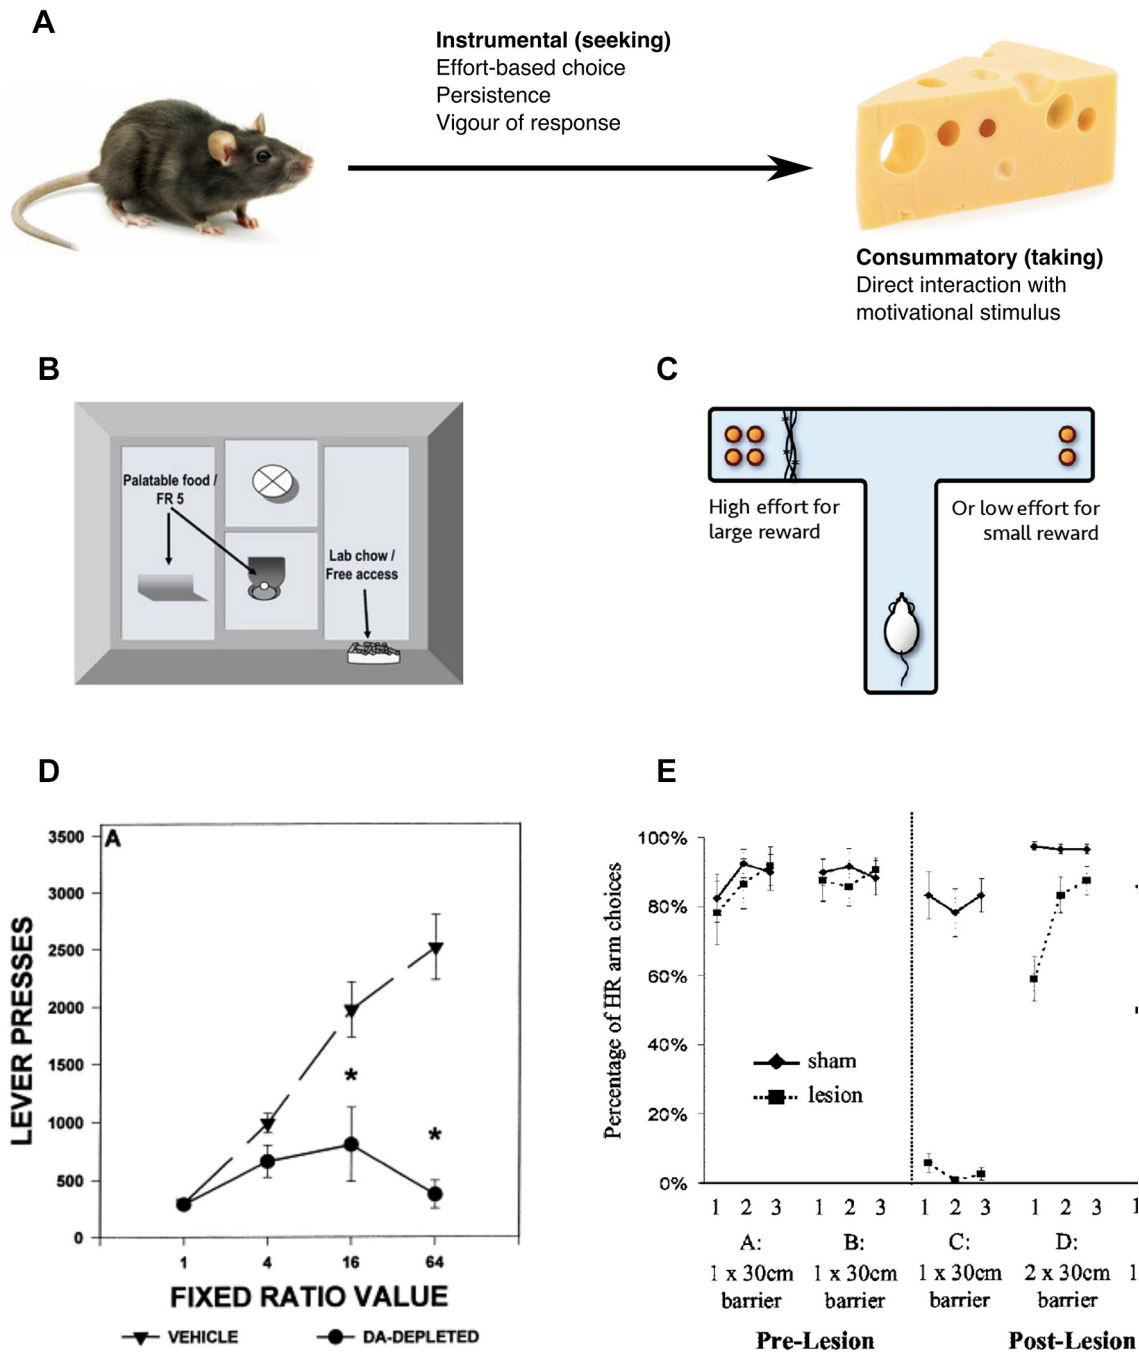 A
Instrumental (seeking)
Effort-based choice
Persistence
Vigour of response
Consummatory (taking)
Direct interaction with
motivational stimulus
B
Palatable food /
FR 5
Lab chow /
Free access
C
High effort for
large reward
Or low effort for
small reward
D
A
LEVER PRESSES
3500
3000
2500
2000
1500
1000
500
0
*
*
1 4 16 64
FIXED RATIO VALUE
VEHICLE DA-DEPLETED
E
Percentage of HR arm choices
100%
80%
60%
40%
20%
0%
sham
lesion
1 2 3 1 2 3 1 2 3 1 2 3 1
A: B: C: D:
1 x 30cm 1 x 30cm 1 x 30cm 2 x 30cm 1
barrier barrier barrier barrier
Pre-Lesion Post-Lesion